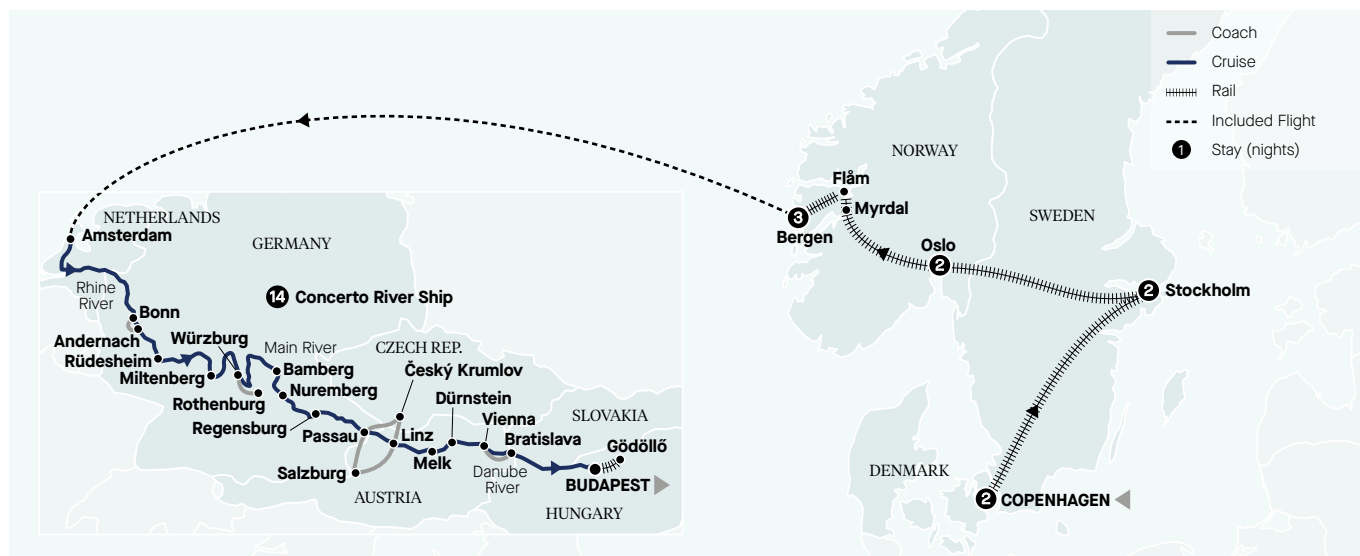 Coach
Cruise
Rail
Included Flight
1 Stay (nights)
NORWAY
Flåm
Myrdal
SWEDEN
3
Bergen
Oslo
2
2 Stockholm
DENMARK
2 COPENHAGEN
NETHERLANDS
Amsterdam
GERMANY
Rhine
River
14 Concerto River Ship
Bonn
Andernach
Würzburg
Rüdesheim
Main River
CZECH REP.
Miltenberg
Bamberg
Český Krumlov
Nuremberg
Rothenburg
Dürnstein
Regensburg
Vienna
SLOVAKIA
Passau
Linz
Bratislava
Gödöllő
Salzburg
Melk
Danube
River
BUDAPEST
AUSTRIA
HUNGARY